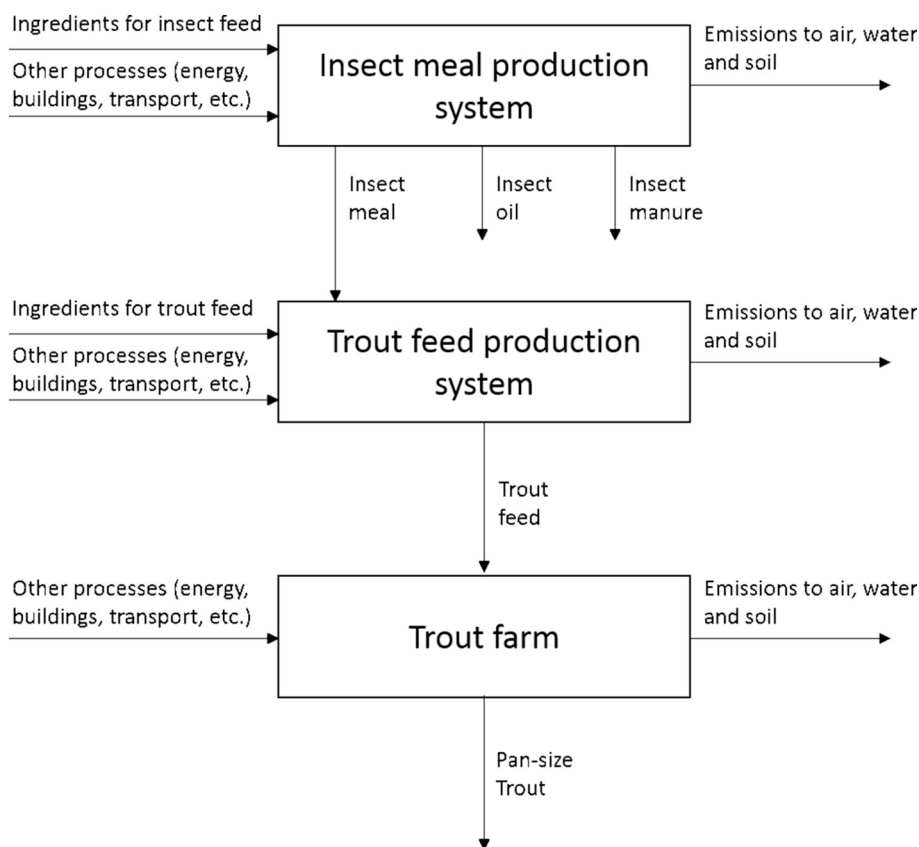 Ingredients for insect feed
Other processes (energy,
buildings, transport, etc.)
Insect meal production
system
Emissions to air, water
and soil
Insect
meal
Insect
oil
Insect
manure
Ingredients for trout feed
Other processes (energy,
buildings, transport, etc.)
Trout feed production
system
Emissions to air, water
and soil
Trout
feed
Other processes (energy,
buildings, transport, etc.)
Trout farm
Emissions to air, water
and soil
Pan-size
Trout